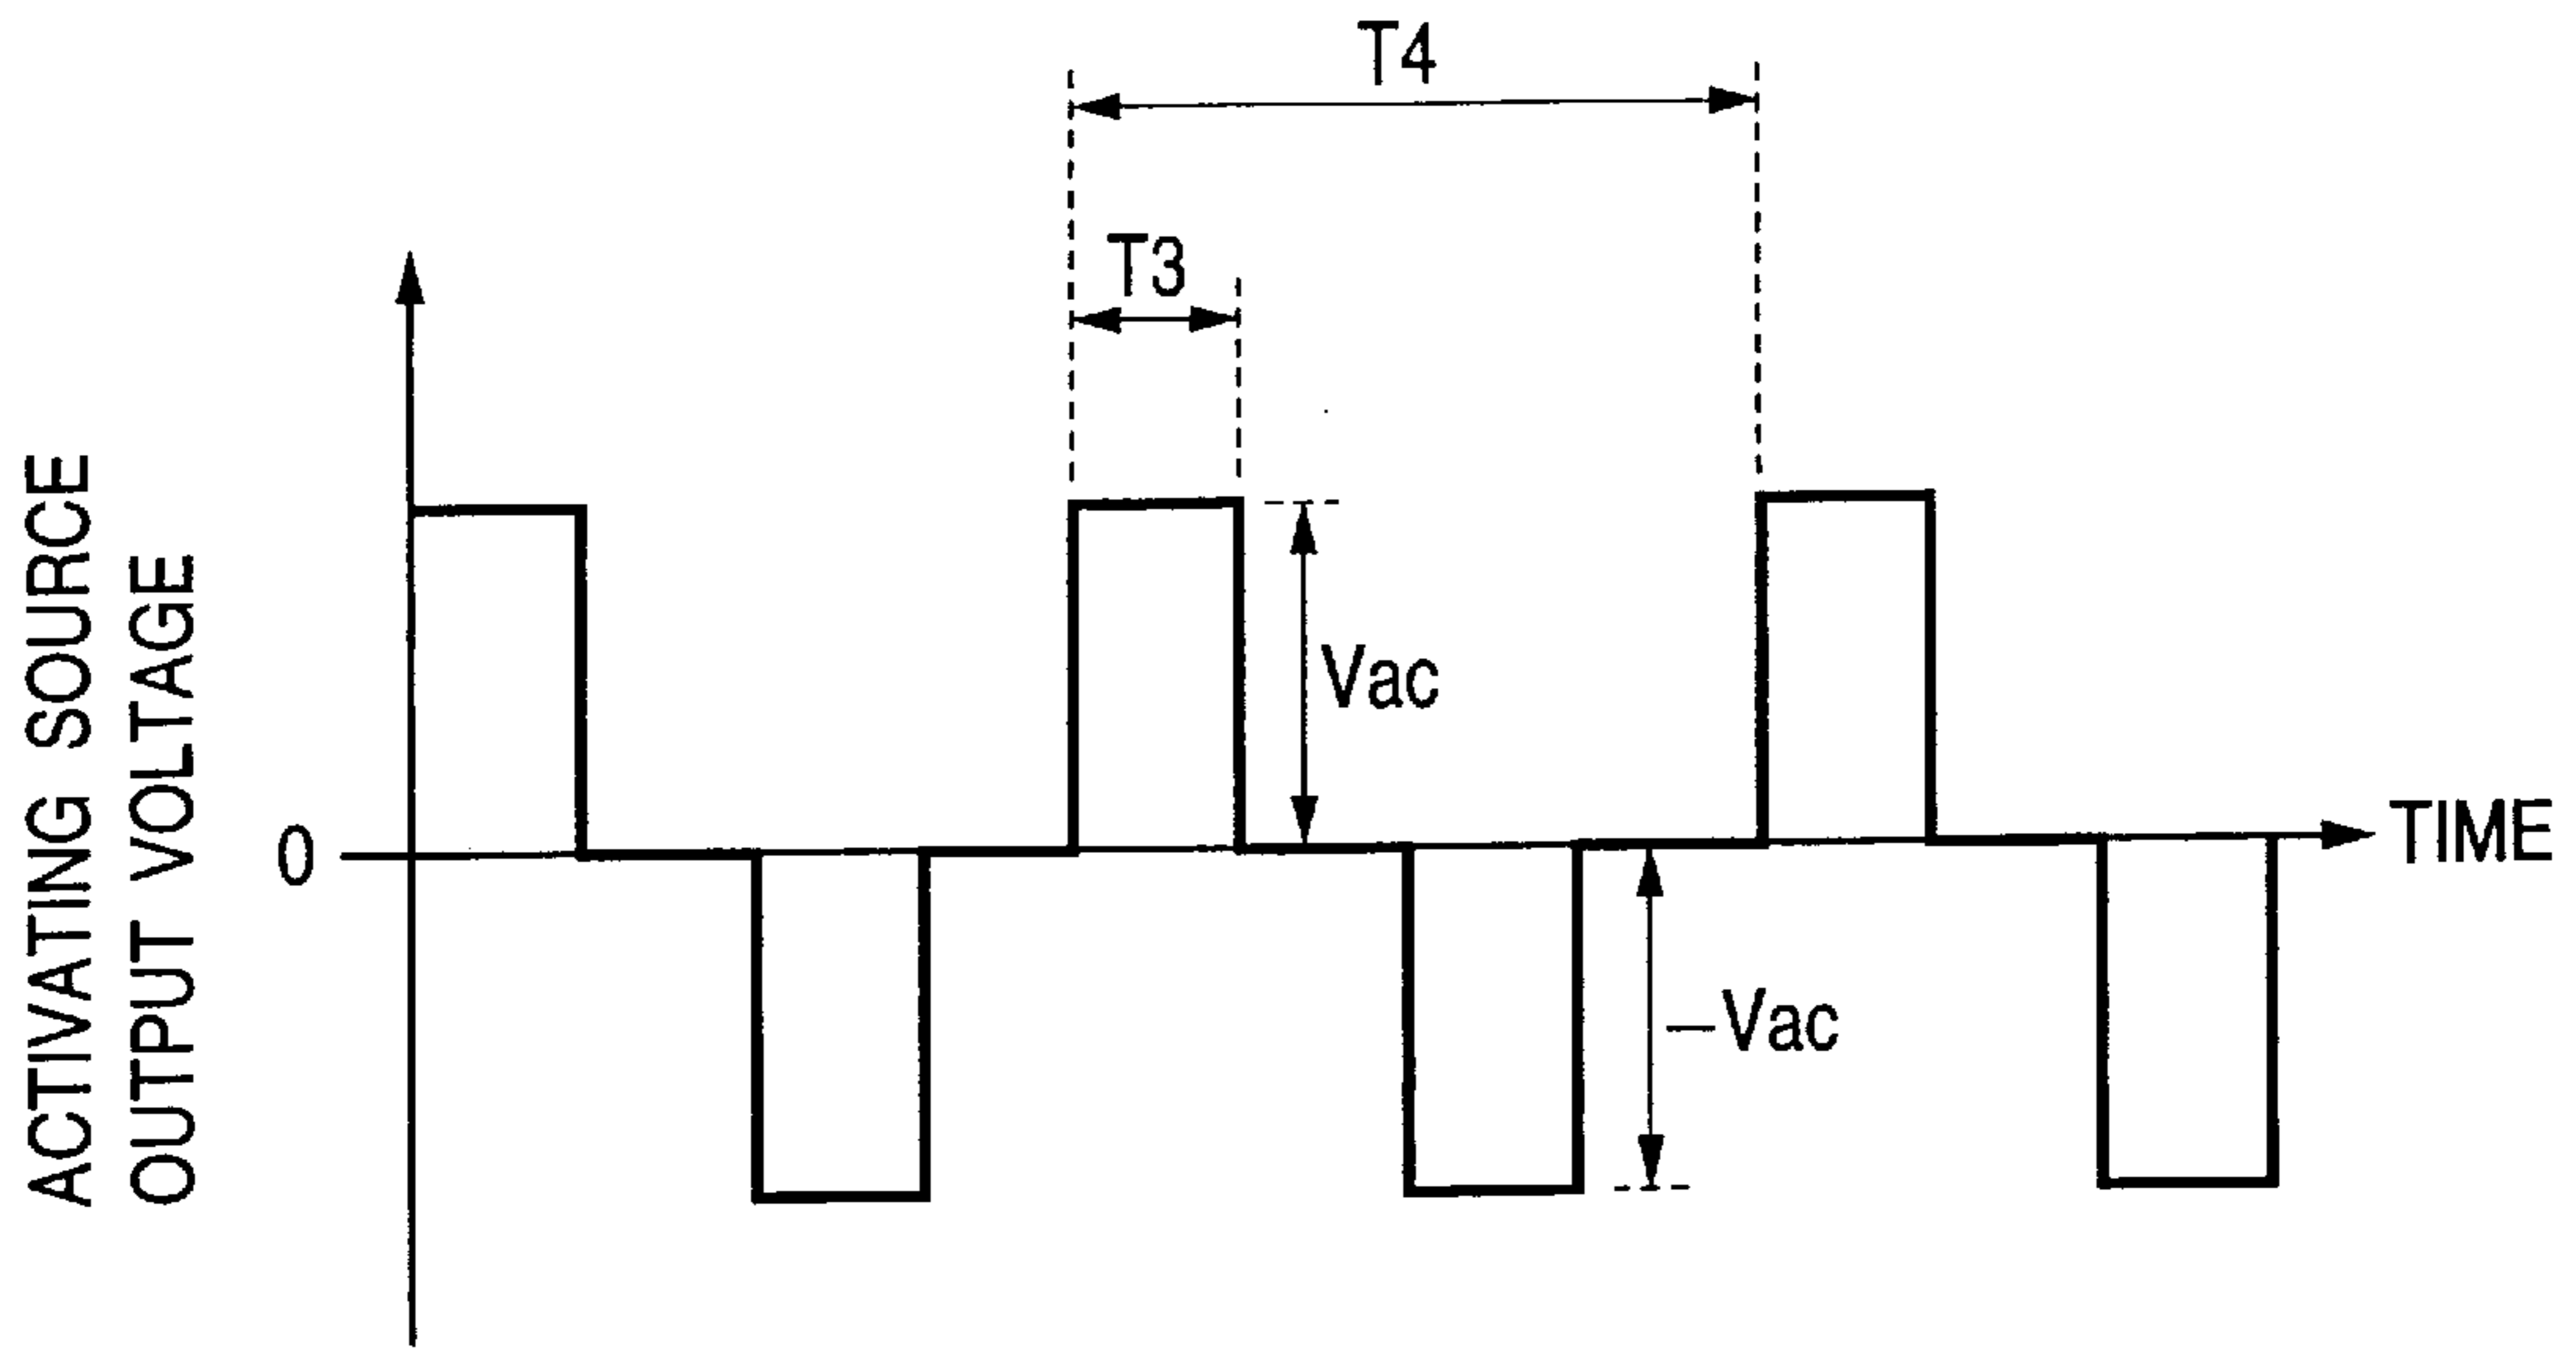 T4
T3
ACTIVATING SOURCE
OUTPUT VOLTAGE
Vac
0
TIME
–Vac